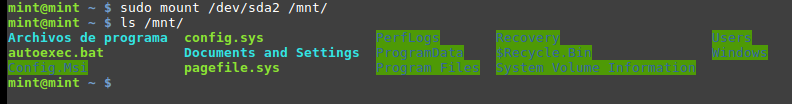 mint@mint ~ $ sudo mount /dev/sda2 /mnt/
mint@mint ~ $ ls /mnt/
Archivos de programa config.sys PerfLogs Recovery Users
autoexec.bat Documents and Settings ProgramData $Recycle.Bin Windows
Config.Msi pagefile.sys Program Files System Volume Information
mint@mint ~ $